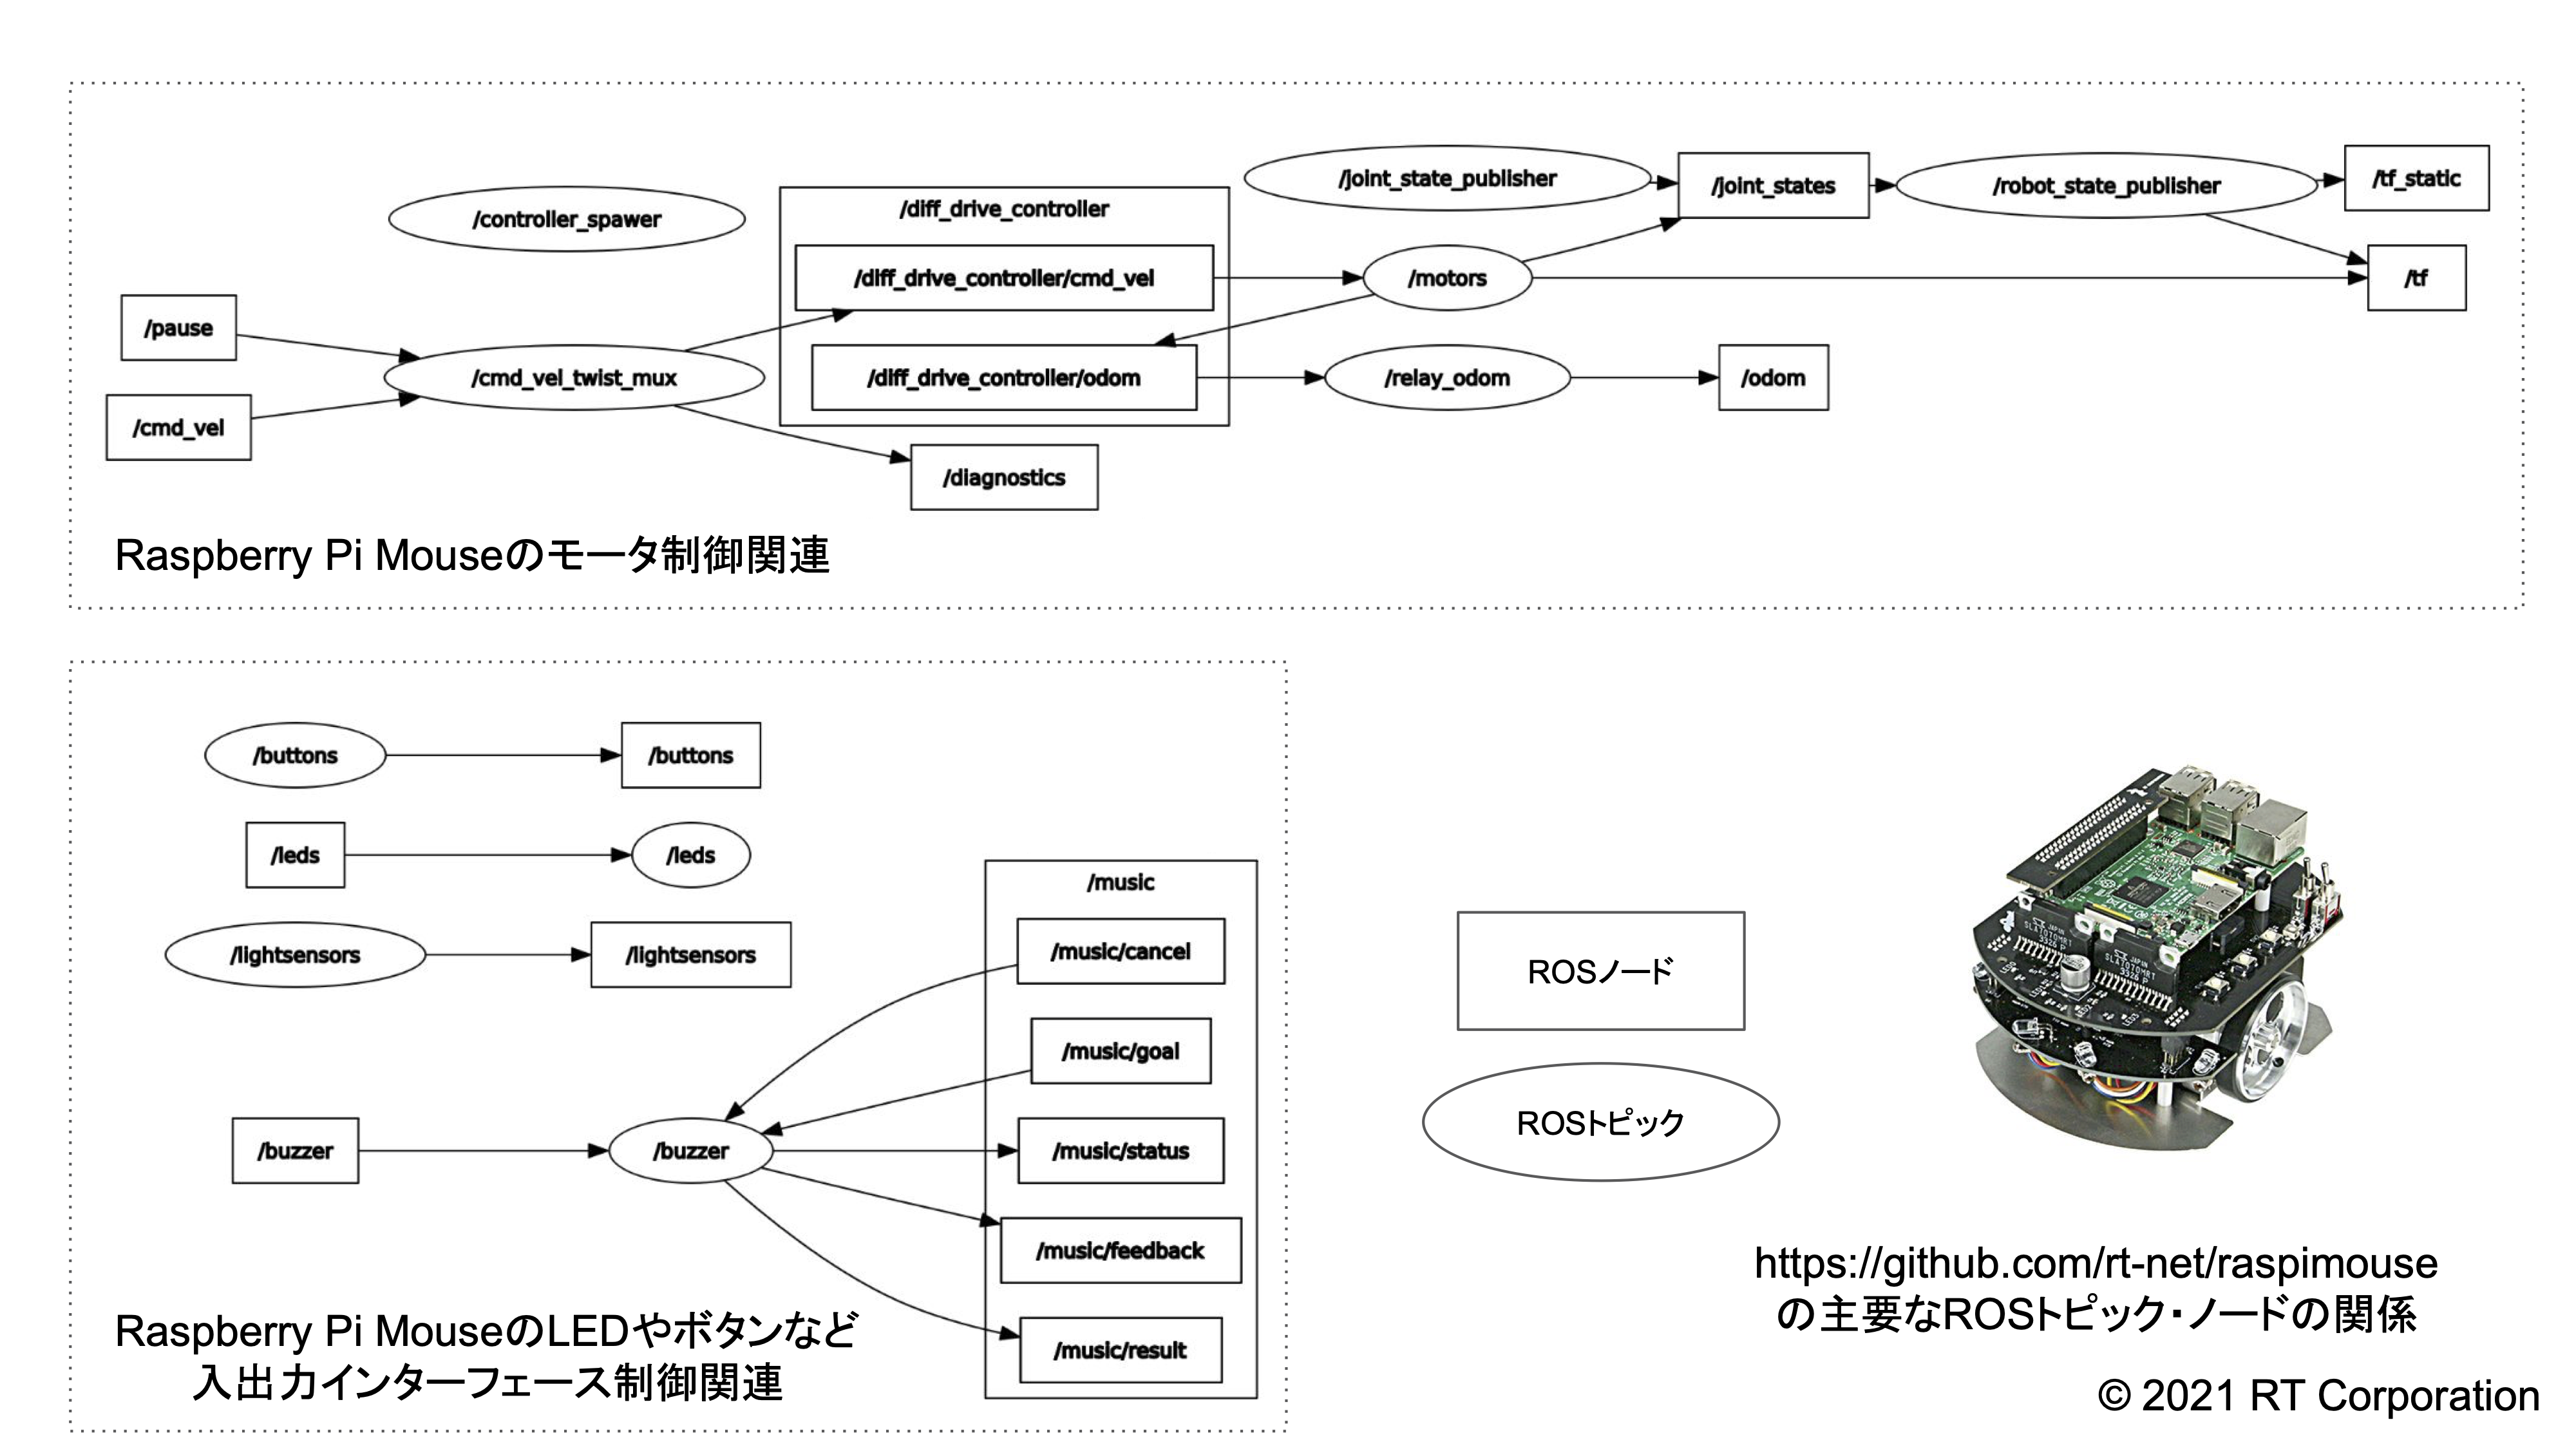 /joint_state_publisher
/joint_states
/robot_state_publisher
/tf_static
/controller_spawer
/diff_drive_controller
/diff_drive_controller/cmd_vel
/motors
/tf
/pause
/cmd_vel_twist_mux
/diff_drive_controller/odom
/relay_odom
/odom
/cmd_vel
/diagnostics
Raspberry Pi Mouseのモータ制御関連
/buttons
/buttons
/leds
/leds
/lightsensors
/lightsensors
/music
/music/cancel
/music/goal
/buzzer
/buzzer
/music/status
/music/feedback
/music/result
Raspberry Pi MouseのLEDやボタンなど
入出力インターフェース制御関連
ROSノード
ROSトピック
JAPAN
SLA7070MRT
3326 P
JAPAN
SLA7070MRT
3326 P
https://github.com/rt-net/raspimouse
の主要なROSトピック・ノードの関係
© 2021 RT Corporation